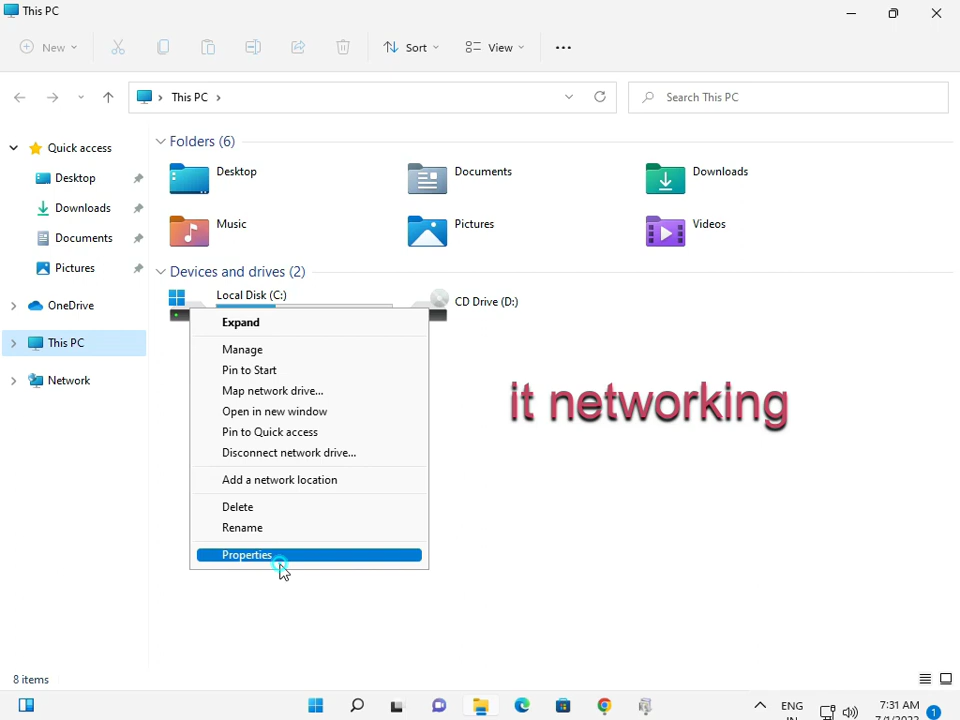 This PC
New
Sort
View
This PC
Search This PC
Quick access
Desktop
Downloads
Documents
Pictures
OneDrive
This PC
Network
Folders (6)
Desktop
Documents
Downloads
Music
Pictures
Videos
Devices and drives (2)
Local Disk (C:)
CD Drive (D:)
Expand
Manage
Pin to Start
Map network drive...
Open in new window
Pin to Quick access
Disconnect network drive...
Add a network location
Delete
Rename
Properties
it networking
8 items
ENG
7:31 AM
1